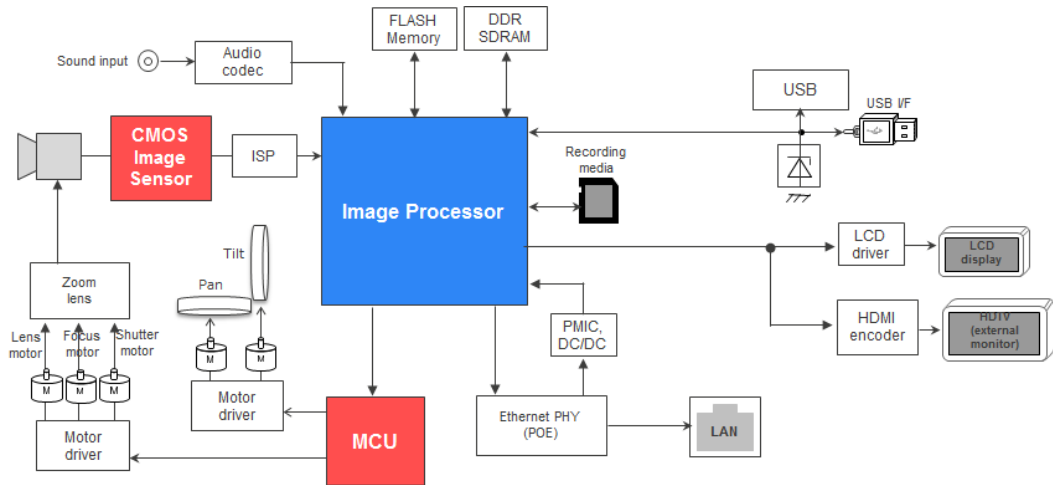 FLASH
Memory
DDR
SDRAM
Sound input
Audio
codec
USB
USB I/F
CMOS
Image
Sensor
ISP
Image Processor
Recording
media
Tilt
Pan
LCD
driver
LCD
display
Zoom
lens
HDMI
encoder
HDTV
(external
monitor)
PMIC,
DC/DC
Lens
motor
Focus
motor
Shutter
motor
M
M
M
M
M
Motor
driver
Motor
driver
MCU
Ethernet PHY
(POE)
LAN